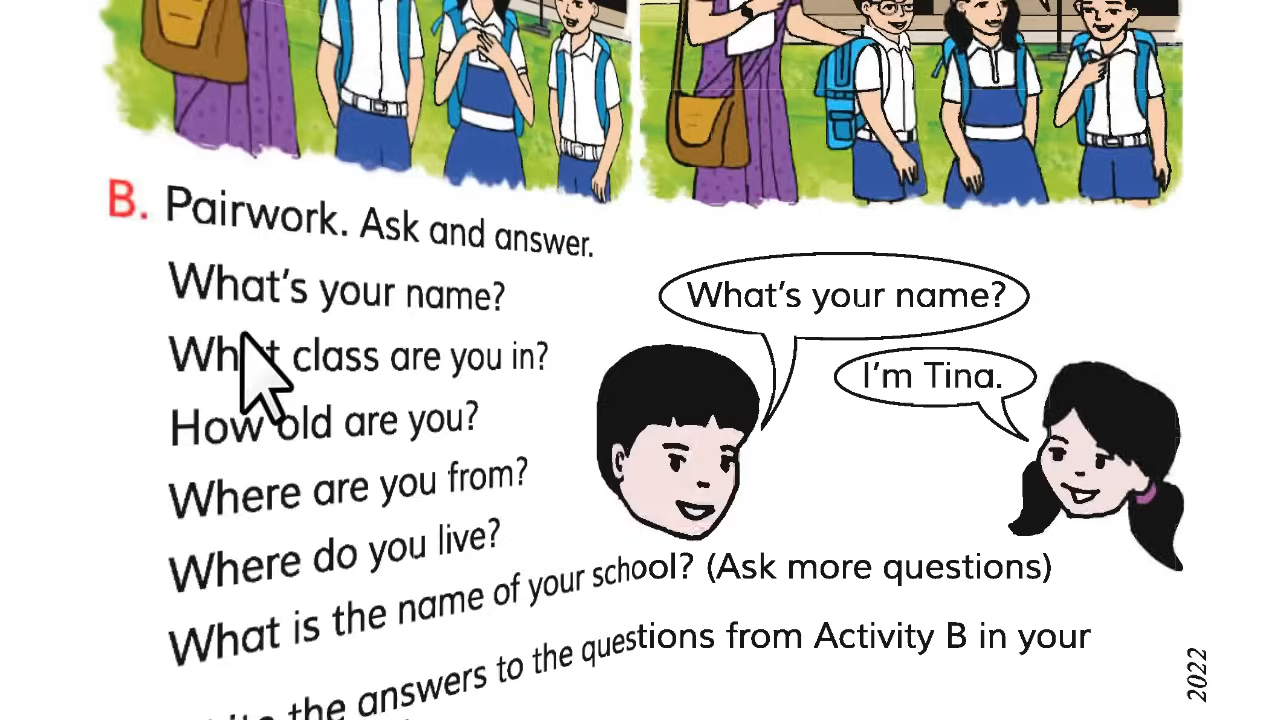 B. Pairwork. Ask and answer.
What's your name?
What's your name?
What class are you in?
I'm Tina.
How old are you?
Where are you from?
Where do you live?
What is the name of your school? (Ask more questions)
the answers to the questions from Activity B in your
2022